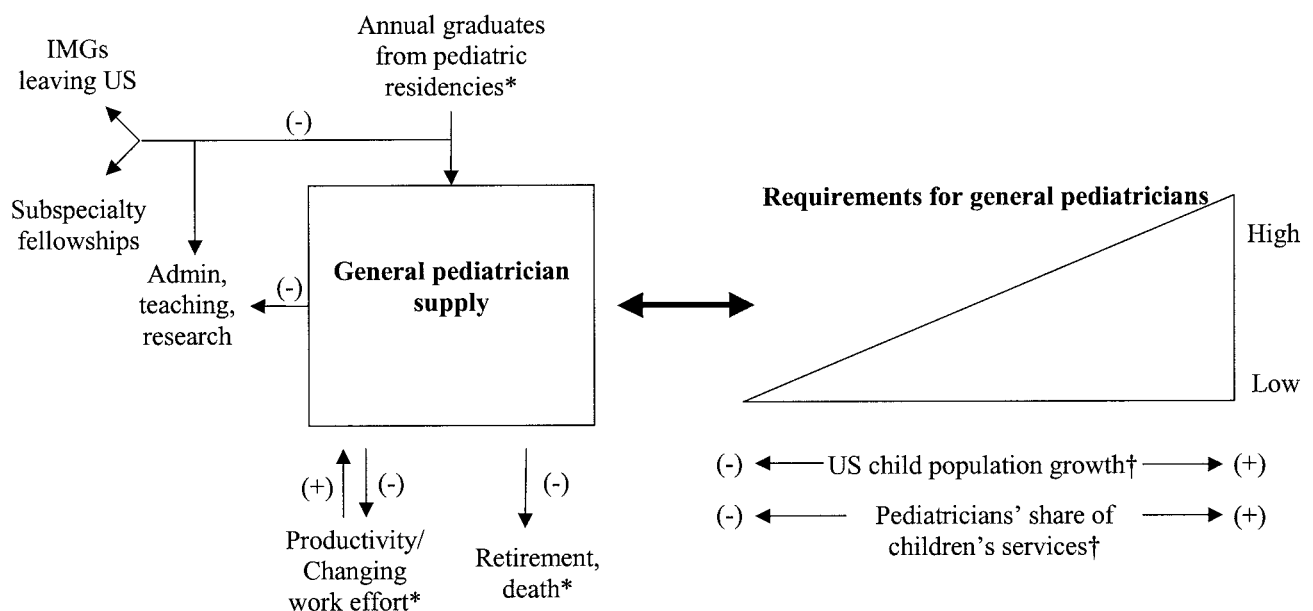 IMGs
leaving US
Annual graduates
from pediatric
residencies*
(-)
Subspecialty
fellowships
Admin,
teaching,
research
(-)
General pediatrician
supply
(+)
(-)
(-)
Productivity/
Changing
work effort*
Retirement,
death*
Requirements for general pediatricians
High
Low
(-) US child population growth† (+)
(-) Pediatricians’ share of (+)
children’s services†